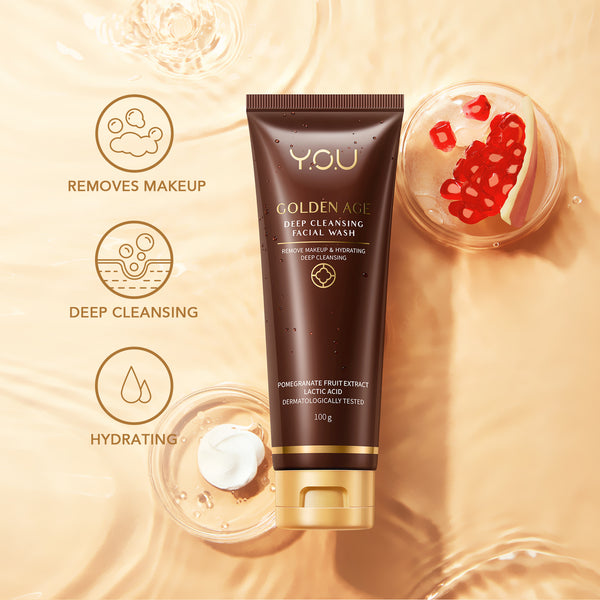 REMOVES MAKEUP
DEEP CLEANSING
HYDRATING
Y.O.U
GOLDEN AGE
DEEP CLEANSING
FACIAL WASH
REMOVE MAKEUP & HYDRATING
DEEP CLEANSING
POMEGRANATE FRUIT EXTRACT
LACTIC ACID
DERMATOLOGICALLY TESTED
100 g